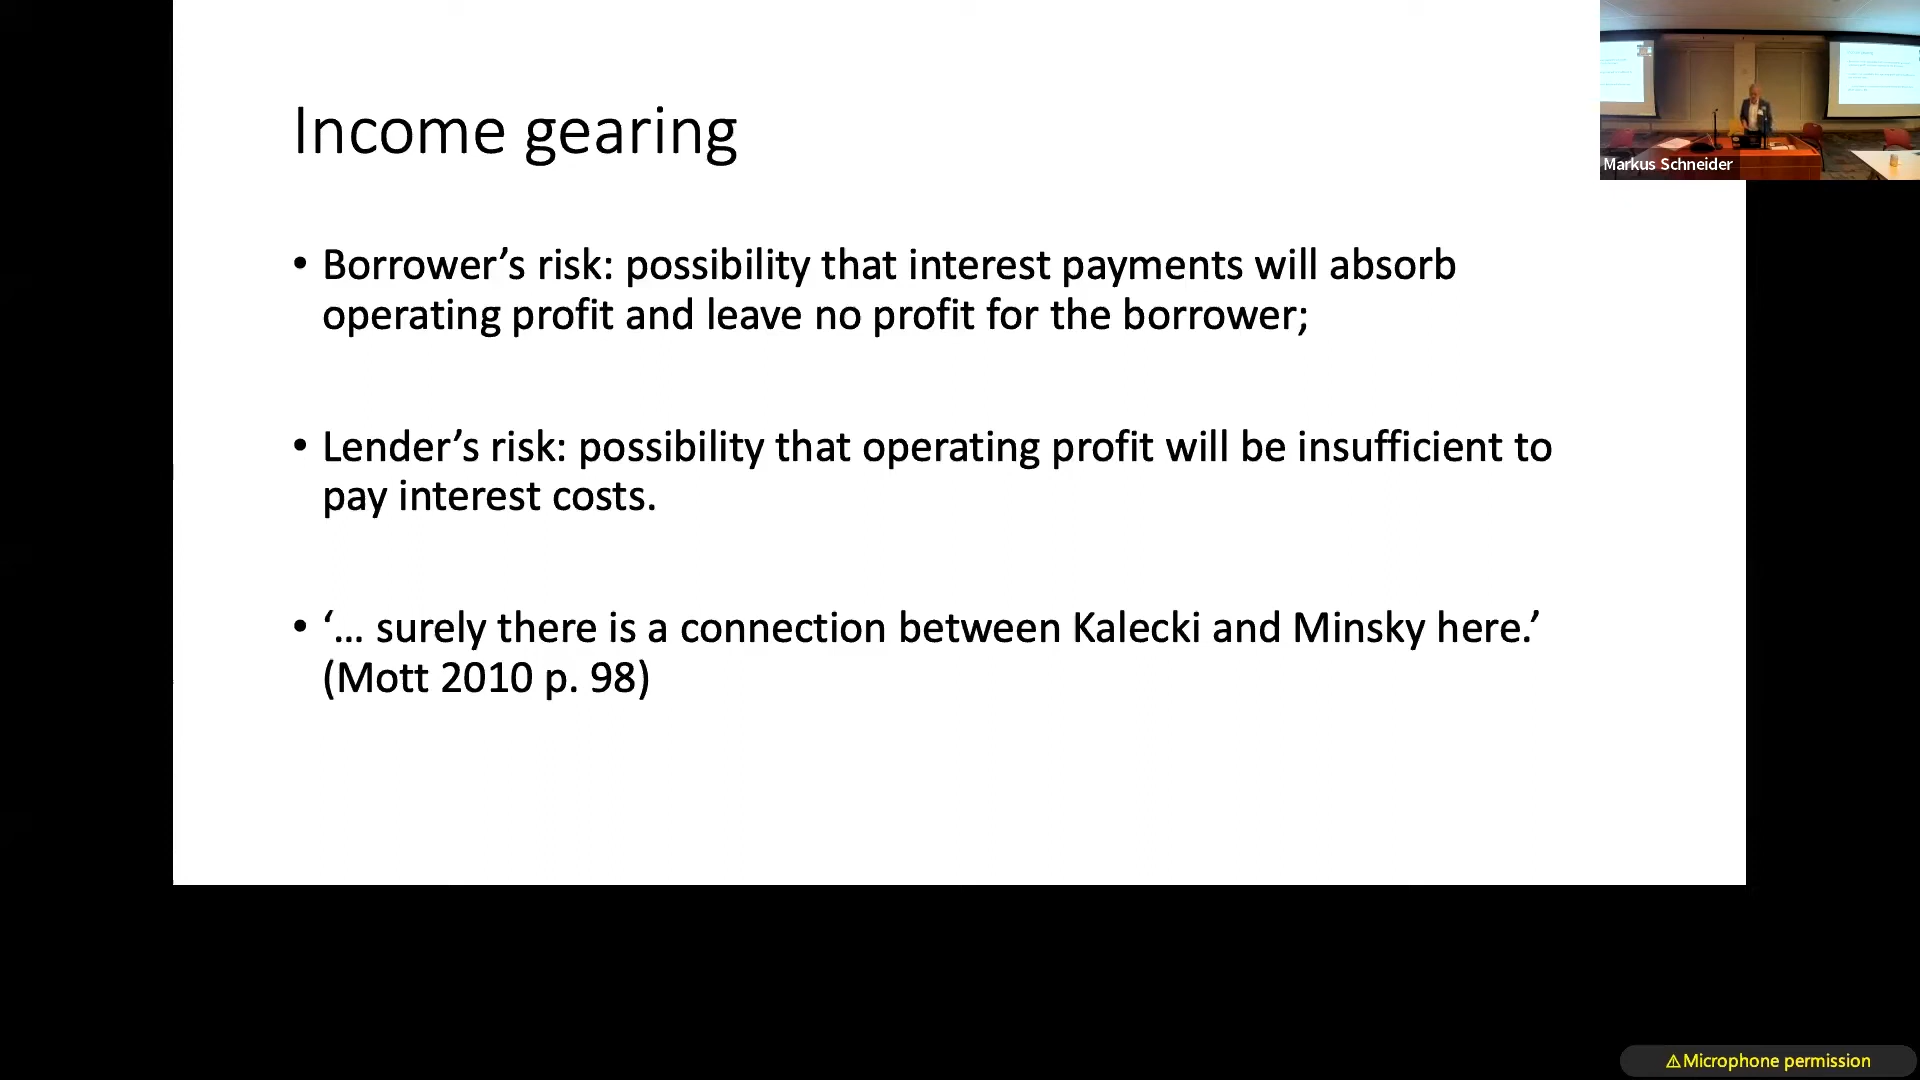 Income gearing
• Borrower’s risk: possibility that interest payments will absorb
operating profit and leave no profit for the borrower;
• Lender’s risk: possibility that operating profit will be insufficient to
pay interest costs.
• ‘… surely there is a connection between Kalecki and Minsky here.’
(Mott 2010 p. 98)
Markus Schneider
⚠Microphone permission